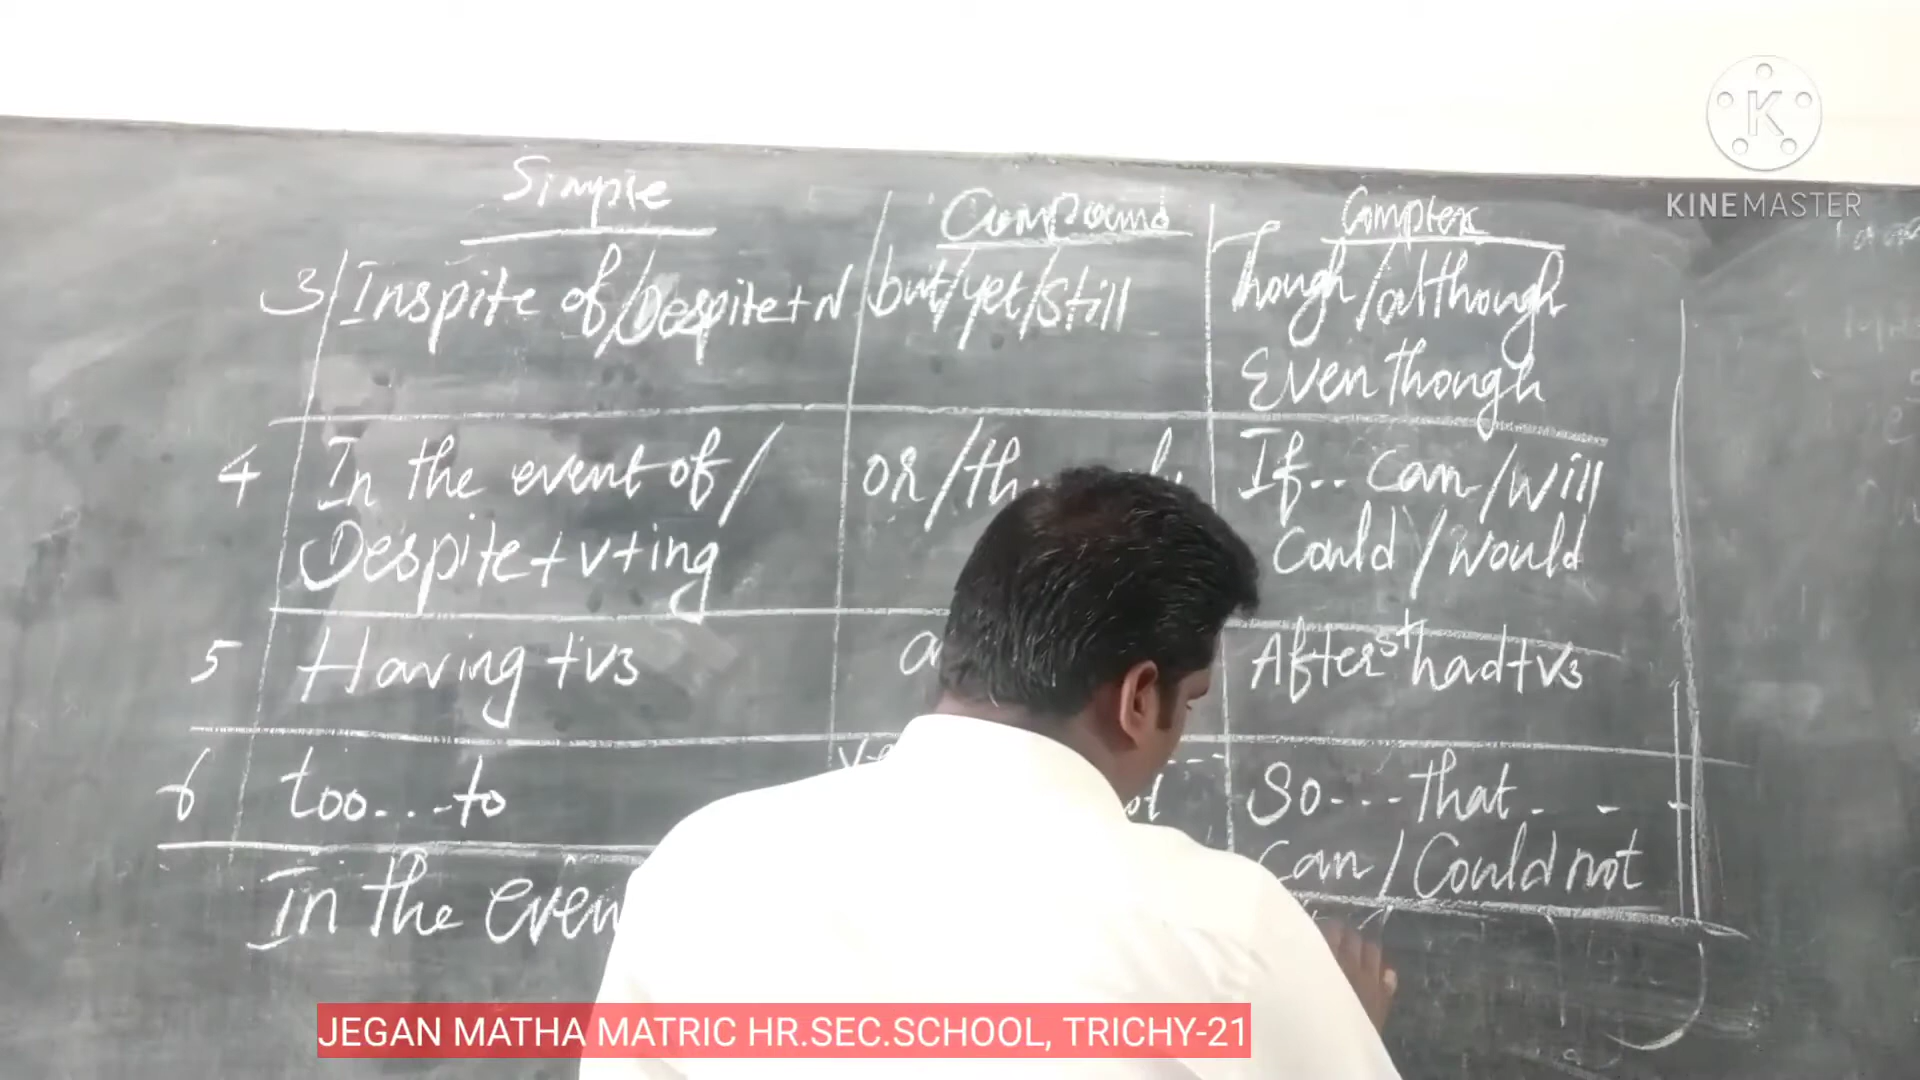 Simple Compound Complex
3 Inspite of/Despite+N but/yet/still Though/although
Even though
4 In the event of/ or/ If.. can/will
Despite+v+ing Could/would
5 Having+v3 After st had+v3
6 too...to So---that. - -
Can/Could not
In the
KINEMASTER
JEGAN MATHA MATRIC HR.SEC.SCHOOL, TRICHY-21